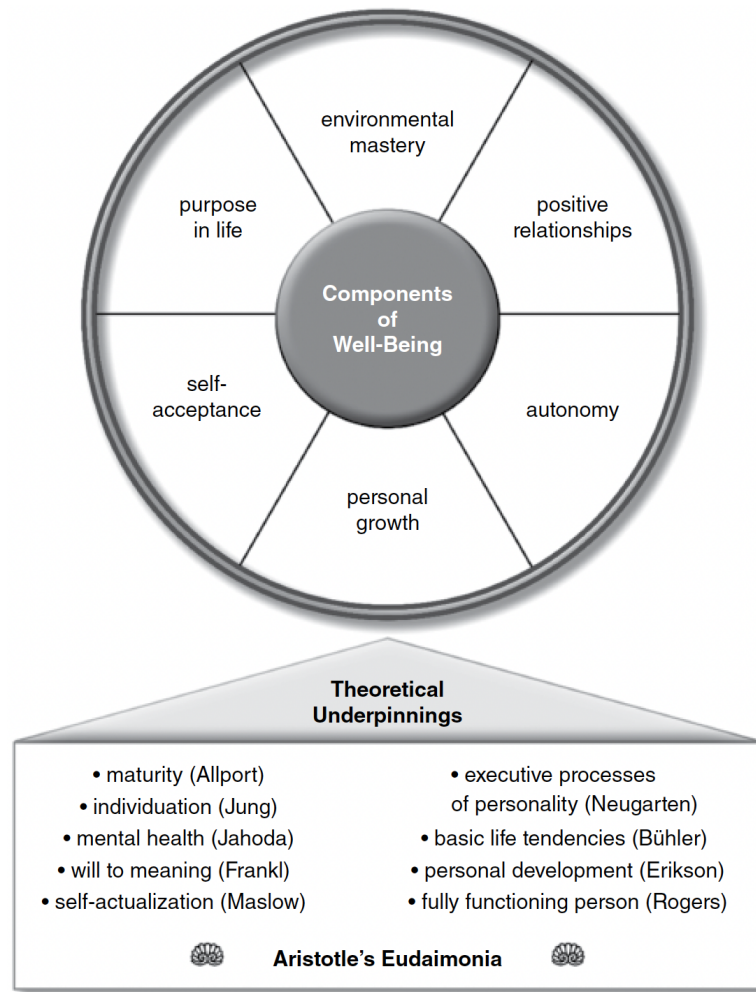 environmental
mastery
positive
relationships
autonomy
personal
growth
self-
acceptance
purpose
in life
Components
of
Well-Being
Theoretical
Underpinnings
• maturity (Allport)
• individuation (Jung)
• mental health (Jahoda)
• will to meaning (Frankl)
• self-actualization (Maslow)
• executive processes
of personality (Neugarten)
• basic life tendencies (Bühler)
• personal development (Erikson)
• fully functioning person (Rogers)
Aristotle's Eudaimonia